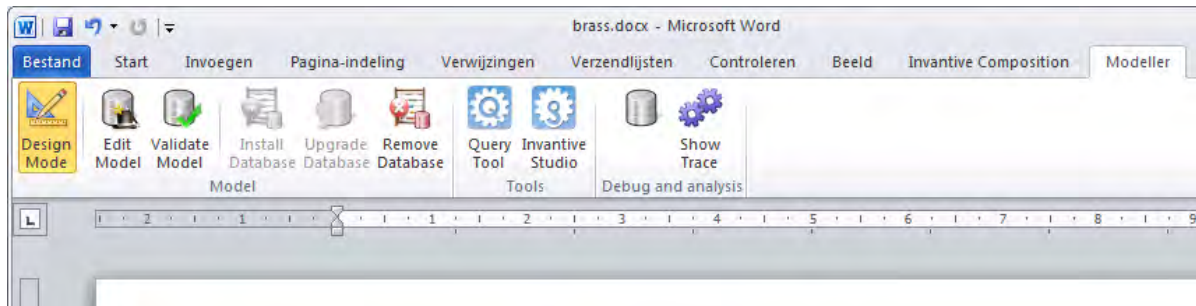 W
brass.docx - Microsoft Word
Bestand Start Invoegen Pagina-indeling Verwijzingen Verzendlijsten Controleren Beeld Invantive Composition Modeller
Design Edit Validate Install Upgrade Remove Query Invantive Show
Mode Model Model Database Database Database Tool Studio Trace
Model Tools Debug and analysis
L 2 1 1 2 3 4 5 6 7 8 9